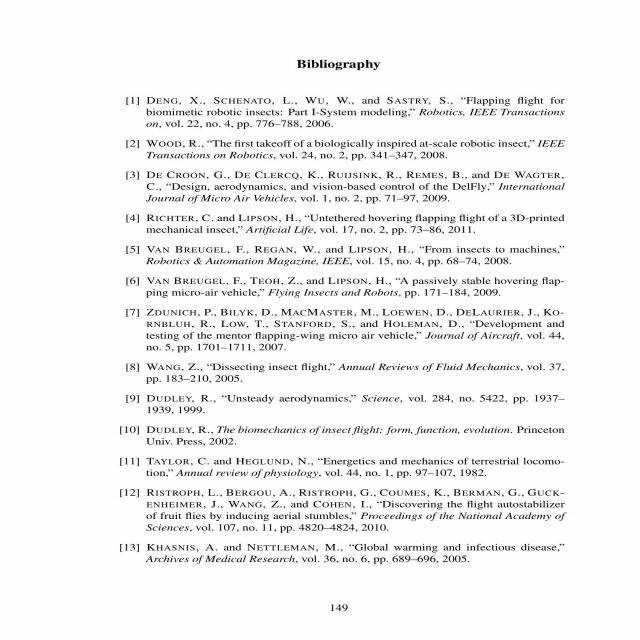 Bibliography
[1] DENG, X., SCHENATO, L., WU, W., and SASTRY, S., “Flapping flight for
biomimetic robotic insects: Part I-System modeling,” Robotics, IEEE Transactions
on, vol. 22, no. 4, pp. 776–788, 2006.
[2] WOOD, R., “The first takeoff of a biologically inspired at-scale robotic insect,” IEEE
Transactions on Robotics, vol. 24, no. 2, pp. 341–347, 2008.
[3] DE CROON, G., DE CLERCQ, K., RUIJSINK, R., REMES, B., and DE WAGTER,
C., “Design, aerodynamics, and vision-based control of the DelFly,” International
Journal of Micro Air Vehicles, vol. 1, no. 2, pp. 71–97, 2009.
[4] RICHTER, C. and LIPSON, H., “Untethered hovering flapping flight of a 3D-printed
mechanical insect,” Artificial Life, vol. 17, no. 2, pp. 73–86, 2011.
[5] VAN BREUGEL, F., REGAN, W., and LIPSON, H., “From insects to machines,”
Robotics & Automation Magazine, IEEE, vol. 15, no. 4, pp. 68–74, 2008.
[6] VAN BREUGEL, F., TEOH, Z., and LIPSON, H., “A passively stable hovering flap-
ping micro-air vehicle,” Flying Insects and Robots, pp. 171–184, 2009.
[7] ZDUNICH, P., BILYK, D., MACMASTER, M., LOEWEN, D., DELAURIER, J., KO-
RNBLUH, R., LOW, T., STANFORD, S., and HOLEMAN, D., “Development and
testing of the mentor flapping-wing micro air vehicle,” Journal of Aircraft, vol. 44,
no. 5, pp. 1701–1711, 2007.
[8] WANG, Z., “Dissecting insect flight,” Annual Reviews of Fluid Mechanics, vol. 37,
pp. 183–210, 2005.
[9] DUDLEY, R., “Unsteady aerodynamics,” Science, vol. 284, no. 5422, pp. 1937–
1939, 1999.
[10] DUDLEY, R., The biomechanics of insect flight: form, function, evolution. Princeton
Univ. Press, 2002.
[11] TAYLOR, C. and HEGLUND, N., “Energetics and mechanics of terrestrial locomo-
tion,” Annual review of physiology, vol. 44, no. 1, pp. 97–107, 1982.
[12] RISTROPH, L., BERGOU, A., RISTROPH, G., COUMES, K., BERMAN, G., GUCK-
ENHEIMER, J., WANG, Z., and COHEN, I., “Discovering the flight autostabilizer
of fruit flies by inducing aerial stumbles,” Proceedings of the National Academy of
Sciences, vol. 107, no. 11, pp. 4820–4824, 2010.
[13] KHASNIS, A. and NETTLEMAN, M., “Global warming and infectious disease,”
Archives of Medical Research, vol. 36, no. 6, pp. 689–696, 2005.
149